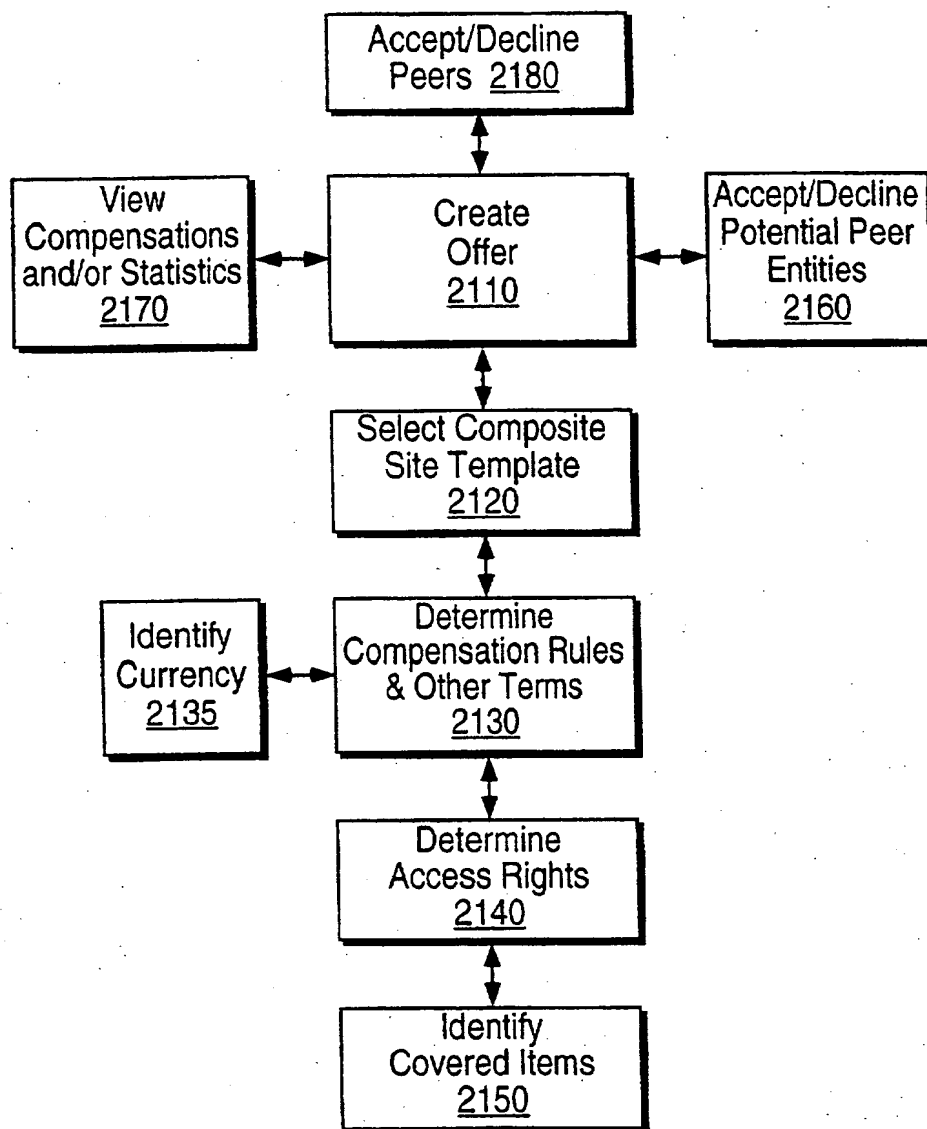 Accept/Decline
Peers 2180
View
Compensations
and/or Statistics
2170
Create
Offer
2110
Accept/Decline
Potential Peer
Entities
2160
Select Composite
Site Template
2120
Identify
Currency
2135
Determine
Compensation Rules
& Other Terms
2130
Determine
Access Rights
2140
Identify
Covered Items
2150